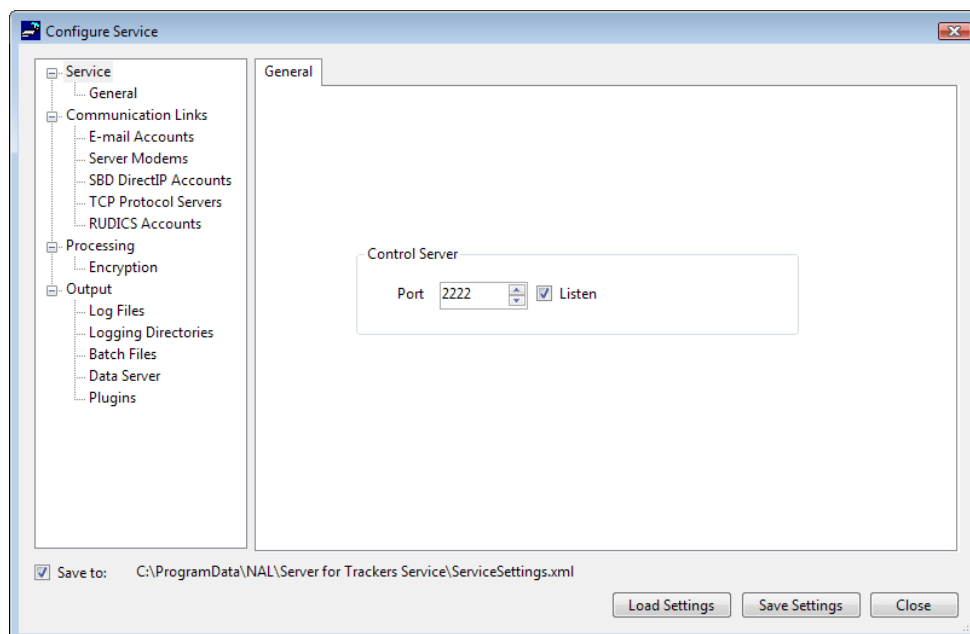 Configure Service
Service
General
Communication Links
E-mail Accounts
Server Modems
SBD DirectIP Accounts
TCP Protocol Servers
RUDICS Accounts
Processing
Encryption
Output
Log Files
Logging Directories
Batch Files
Data Server
Plugins
General
Control Server
Port 2222 Listen
Save to: C:\ProgramData\NAL\Server for Trackers Service\ServiceSettings.xml
Load Settings Save Settings Close